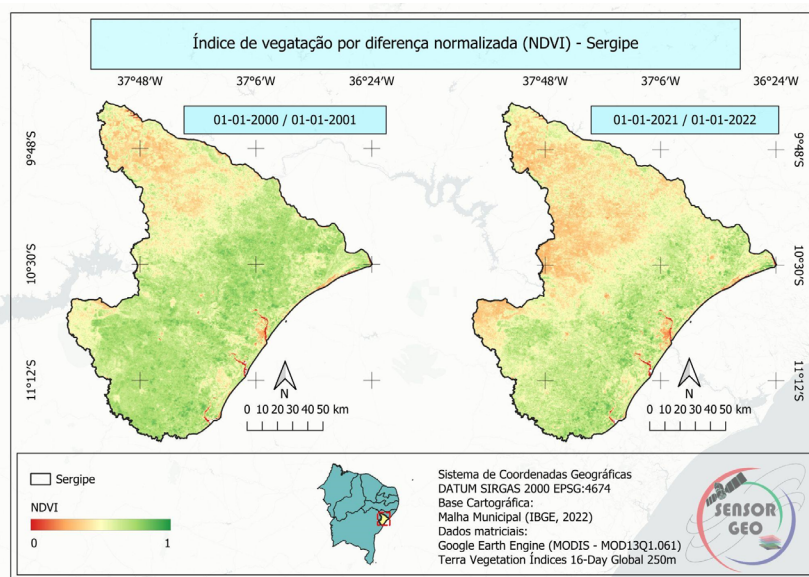 Índice de vegatação por diferença normalizada (NDVI) - Sergipe
37°48'W 37°6'W 36°24'W 37°48'W 37°6'W 36°24'W
01-01-2000 / 01-01-2001 01-01-2021 / 01-01-2022
9°48'S 9°48'S
10°30'S 10°30'S
11°12'S 11°12'S
N N
0 10 20 30 40 50 km 0 10 20 30 40 50 km
Sergipe
NDVI
0 1
Sistema de Coordenadas Geográficas
DATUM SIRGAS 2000 EPSG:4674
Base Cartográfica:
Malha Municipal (IBGE, 2022)
Dados matriciais:
Google Earth Engine (MODIS - MOD13Q1.061)
Terra Vegetation Índices 16-Day Global 250m
SENSOR
GEO